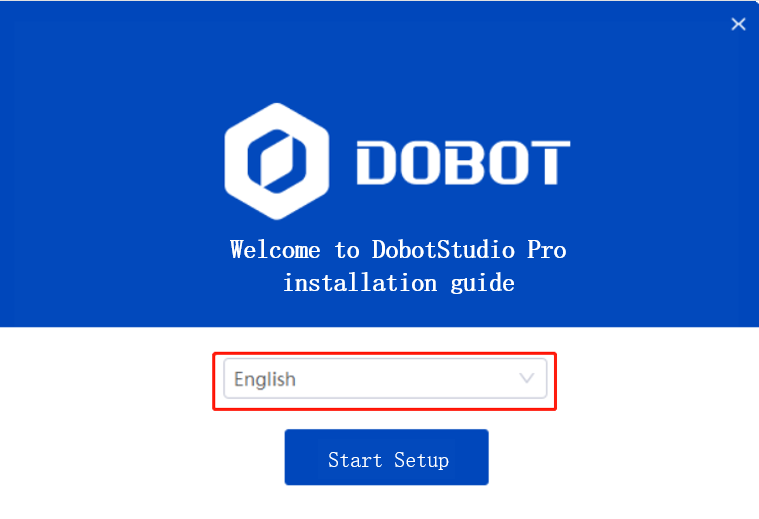 DOBOT
Welcome to DobotStudio Pro
installation guide
English
Start Setup